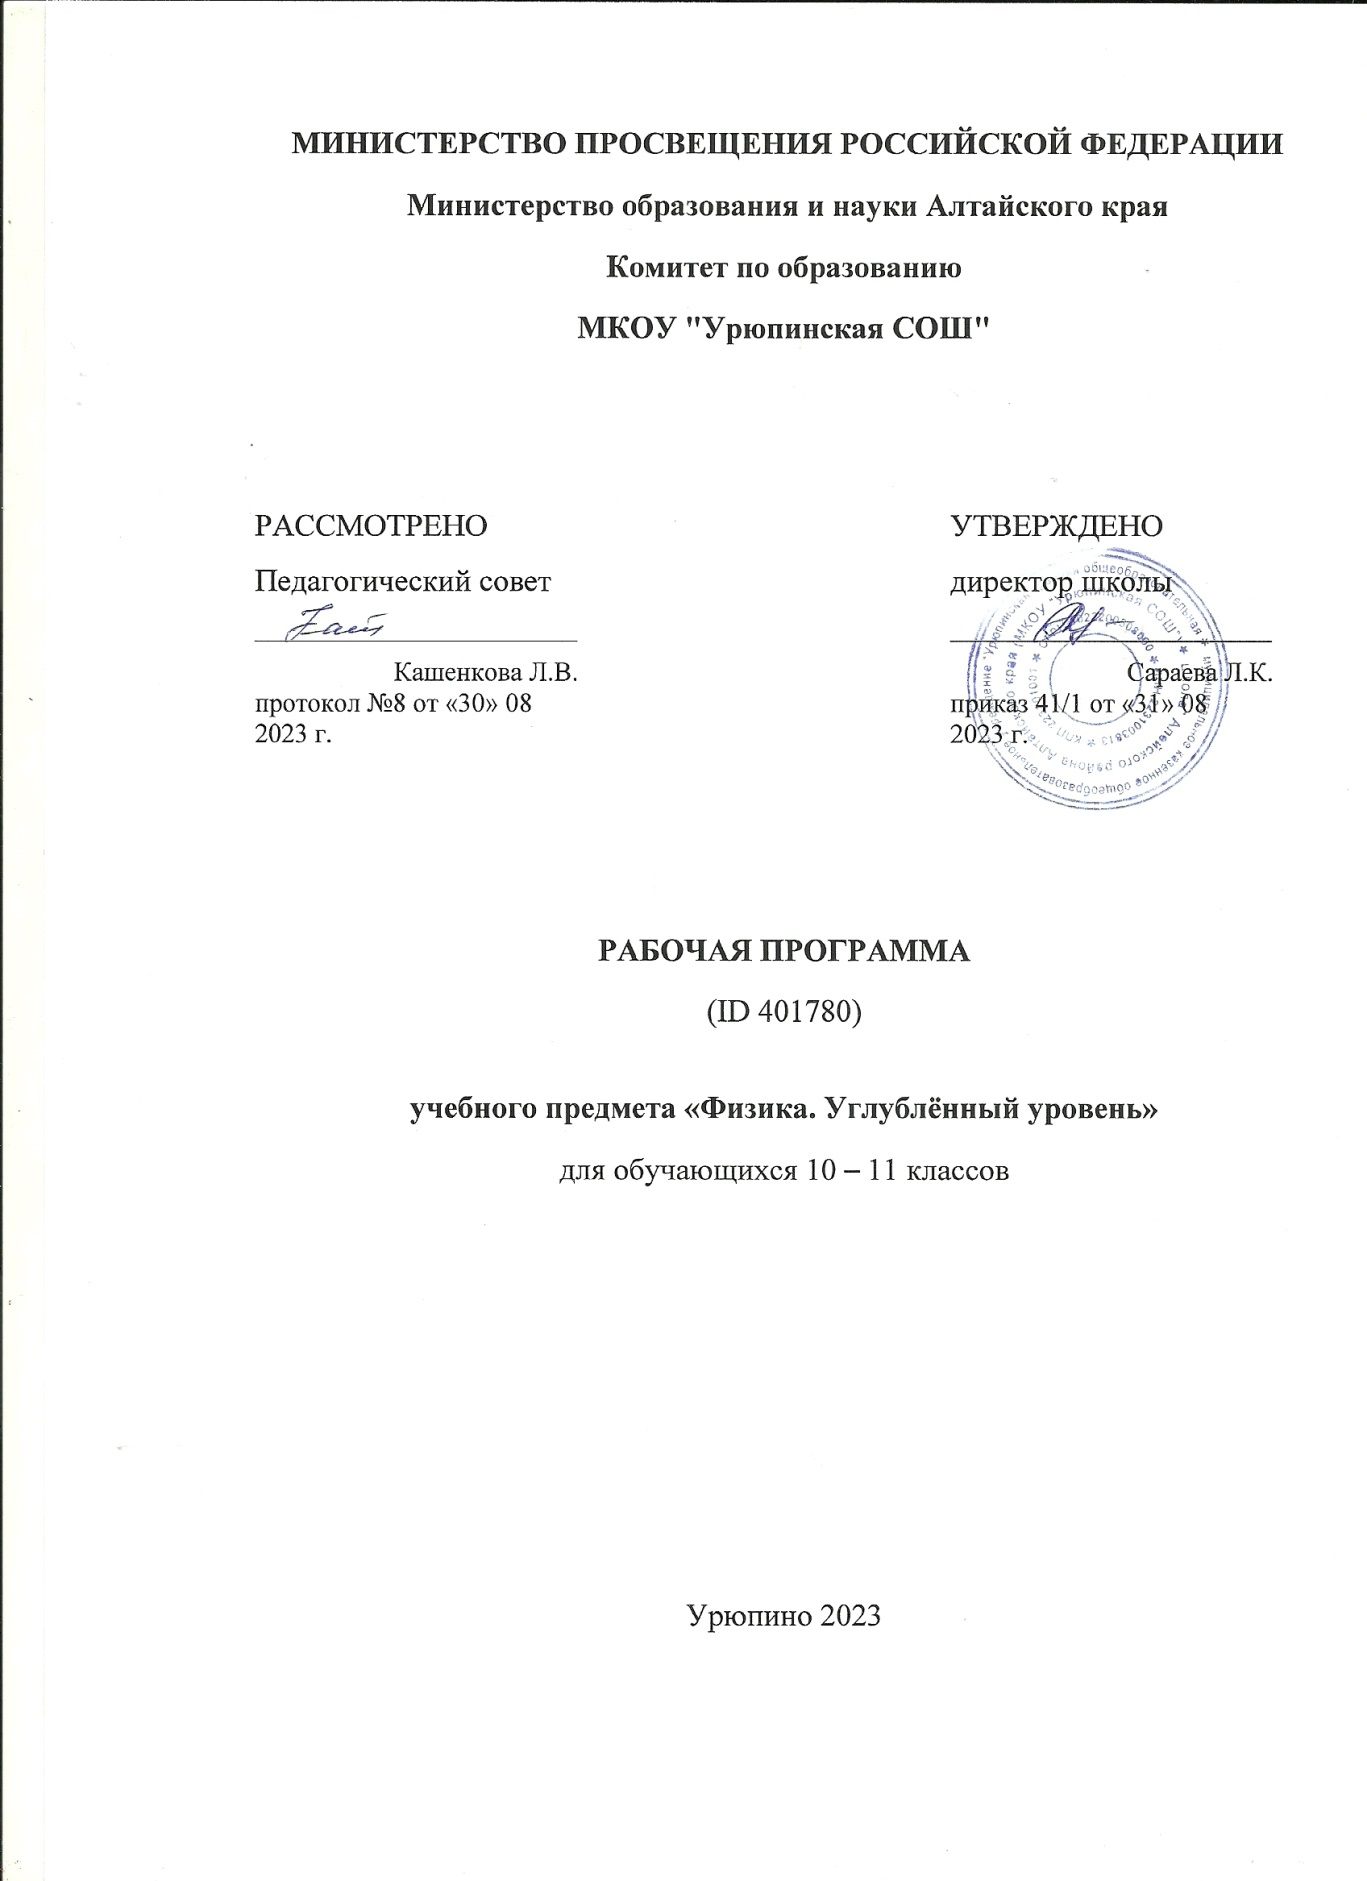 МИНИСТЕРСТВО ПРОСВЕЩЕНИЯ РОССИЙСКОЙ ФЕДЕРАЦИИ
Министерство образования и науки Алтайского края
Комитет по образованию
МКОУ "Урюпинская СОШ"
РАССМОТРЕНО
Педагогический совет
Кашенкова Л.В.
протокол №8 от «30» 08
2023 г.
УТВЕРЖДЕНО
директор школы
Сараева Л.К.
приказ 41/1 от «31» 08
2023 г.
РАБОЧАЯ ПРОГРАММА
(ID 401780)
учебного предмета «Физика. Углублённый уровень»
для обучающихся 10 – 11 классов
Урюпино 2023